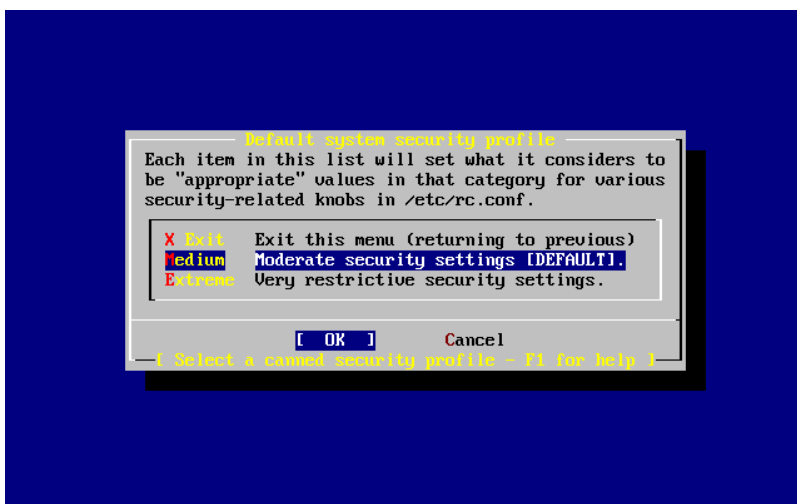 Default system security profile
Each item in this list will set what it considers to
be "appropriate" values in that category for various
security-related knobs in /etc/rc.conf.
X Exit Exit this menu (returning to previous)
Medium Moderate security settings [DEFAULT].
Extreme Very restrictive security settings.
[ OK ] Cancel
[ Select a canned security profile - F1 for help ]